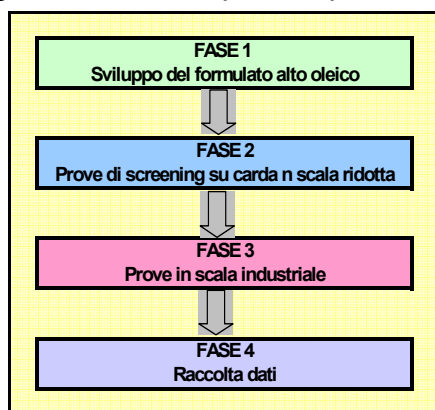 FASE 1
Sviluppo del formulato alto oleico
FASE 2
Prove di screening su carda n scala ridotta
FASE 3
Prove in scala industriale
FASE 4
Raccolta dati